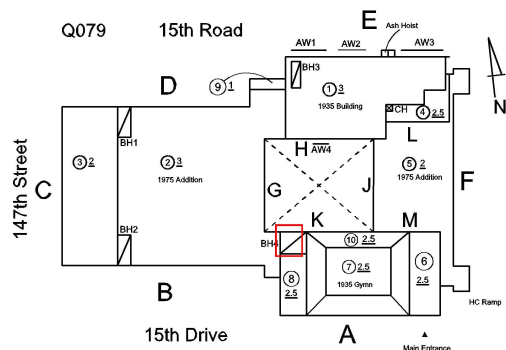 Q079 15th Road E
Ash Hoist
AW1 AW2 AW3
N
D
9 1
BH3
1 3
1935 Building
CH
4 2.5
L
147th Street
C
3 2
BH1
2 3
1975 Addition
H
AW4
G J
5 2
1975 Addition
F
K M
BH2
BH4
10 2.5
7 2.5
1935 Gymn
6
2.5
8
2.5
B
HC Ramp
15th Drive
A
Main Entrance